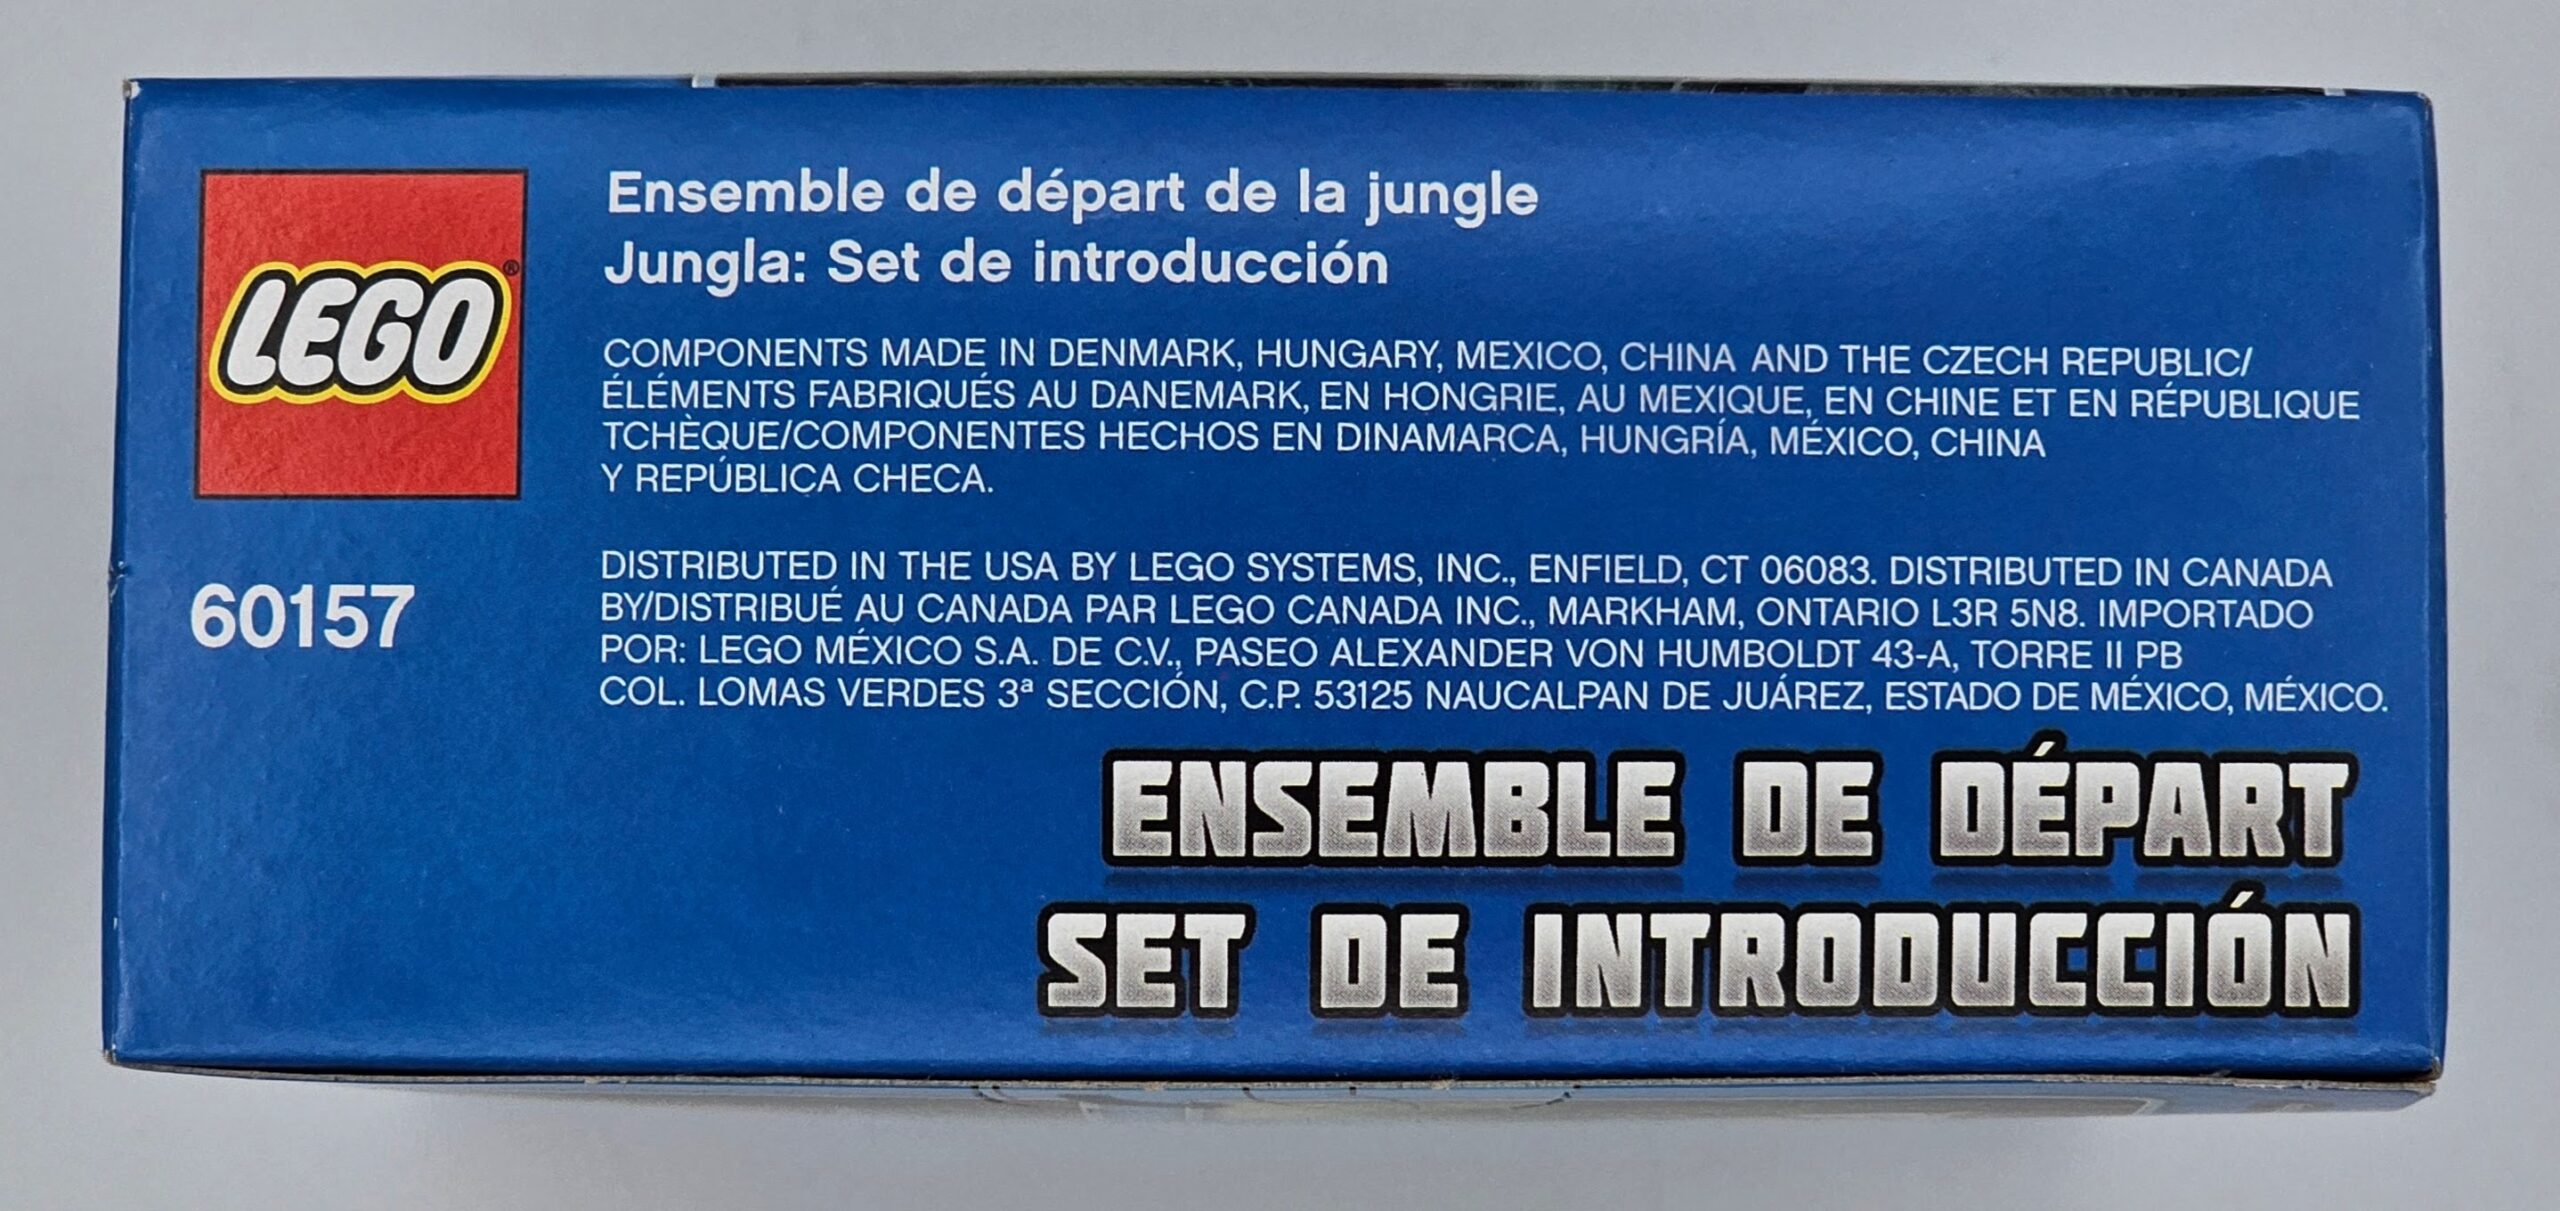 LEGO®
60157
Ensemble de départ de la jungle
Jungla: Set de introducción
COMPONENTS MADE IN DENMARK, HUNGARY, MEXICO, CHINA AND THE CZECH REPUBLIC/
ÉLÉMENTS FABRIQUÉS AU DANEMARK, EN HONGRIE, AU MEXIQUE, EN CHINE ET EN RÉPUBLIQUE
TCHÈQUE/COMPONENTES HECHOS EN DINAMARCA, HUNGRÍA, MÉXICO, CHINA
Y REPÚBLICA CHECA.
DISTRIBUTED IN THE USA BY LEGO SYSTEMS, INC., ENFIELD, CT 06083. DISTRIBUTED IN CANADA
BY/DISTRIBUÉ AU CANADA PAR LEGO CANADA INC., MARKHAM, ONTARIO L3R 5N8. IMPORTADO
POR: LEGO MÉXICO S.A. DE C.V., PASEO ALEXANDER VON HUMBOLDT 43-A, TORRE II PB
COL. LOMAS VERDES 3ª SECCIÓN, C.P. 53125 NAUCALPAN DE JUÁREZ, ESTADO DE MÉXICO, MÉXICO.
ENSEMBLE DE DÉPART
SET DE INTRODUCCIÓN